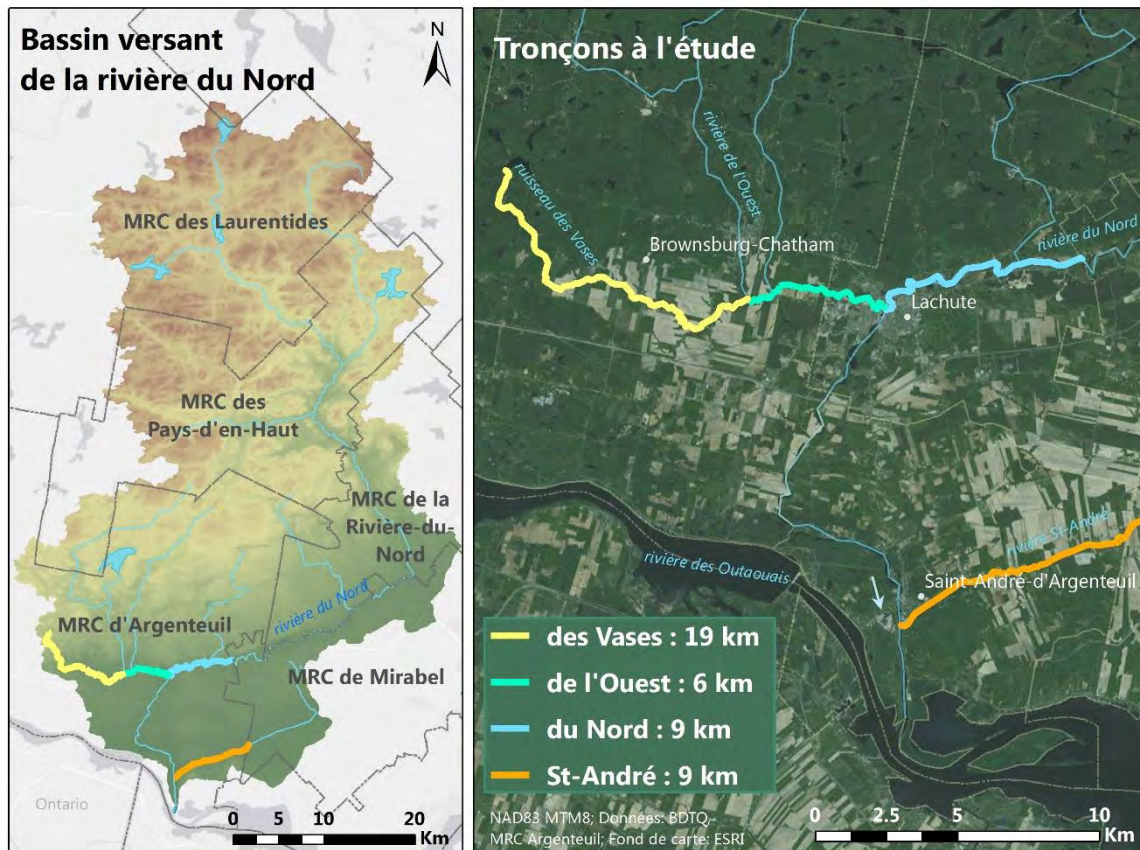 Bassin versant
de la rivière du Nord
N
MRC des Laurentides
MRC des
Pays-d'en-Haut
MRC de la
Rivière-du-
Nord
rivière du Nord
MRC d'Argenteuil
MRC de Mirabel
Ontario
0 5 10 20
Km
Tronçons à l'étude
ruisseau des Vases
rivière de l'Ouest
Brownsburg-Chatham
rivière du Nord
Lachute
rivière St-André
rivière des Outaouais
Saint-André-d'Argenteuil
des Vases : 19 km
de l'Ouest : 6 km
du Nord : 9 km
St-André : 9 km
NAD83 MTM8; Données: BDTQ,
MRC Argenteuil; Fond de carte: ESRI
0 2.5 5 10
Km